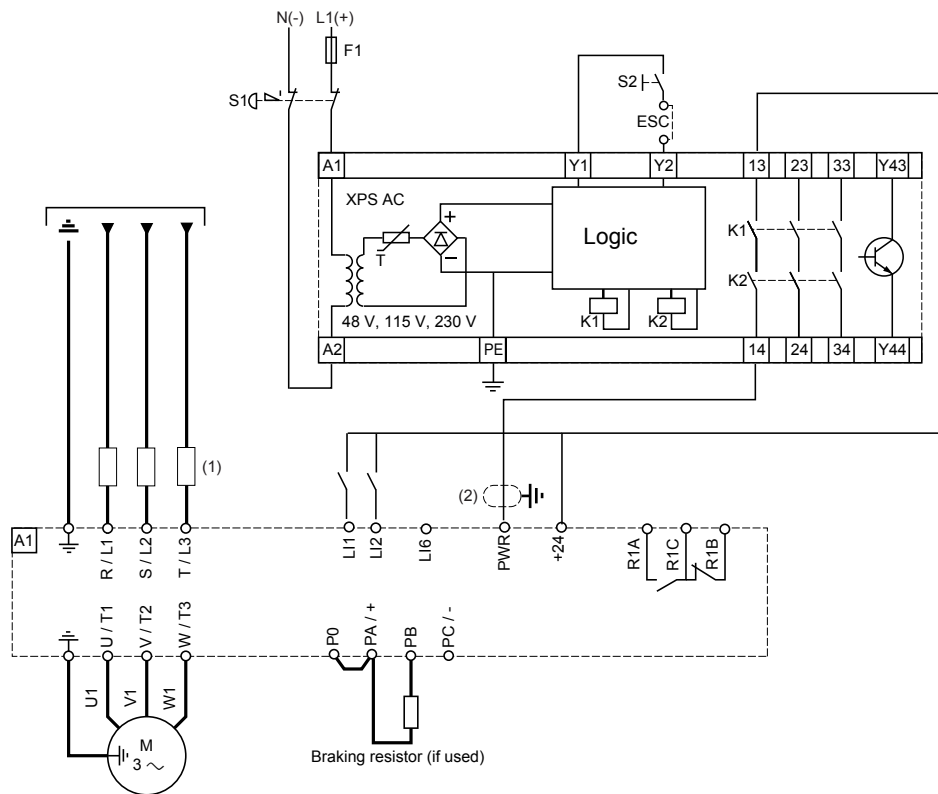 N(-) L1(+)
F1
S1
S2
ESC
A1 Y1 Y2 13 23 33 Y43
XPS AC
+
T
−
Logic
K1
K2
K1 K2
48 V, 115 V, 230 V
A2 PE 14 24 34 Y44
(1)
(2)
A1
R / L1
S / L2
T / L3
LI1
LI2
LI6
PWR
+24
R1A
R1C
R1B
U / T1
V / T2
W / T3
P0
PA / +
PB
PC / -
U1
V1
W1
M
3 ~
Braking resistor (if used)